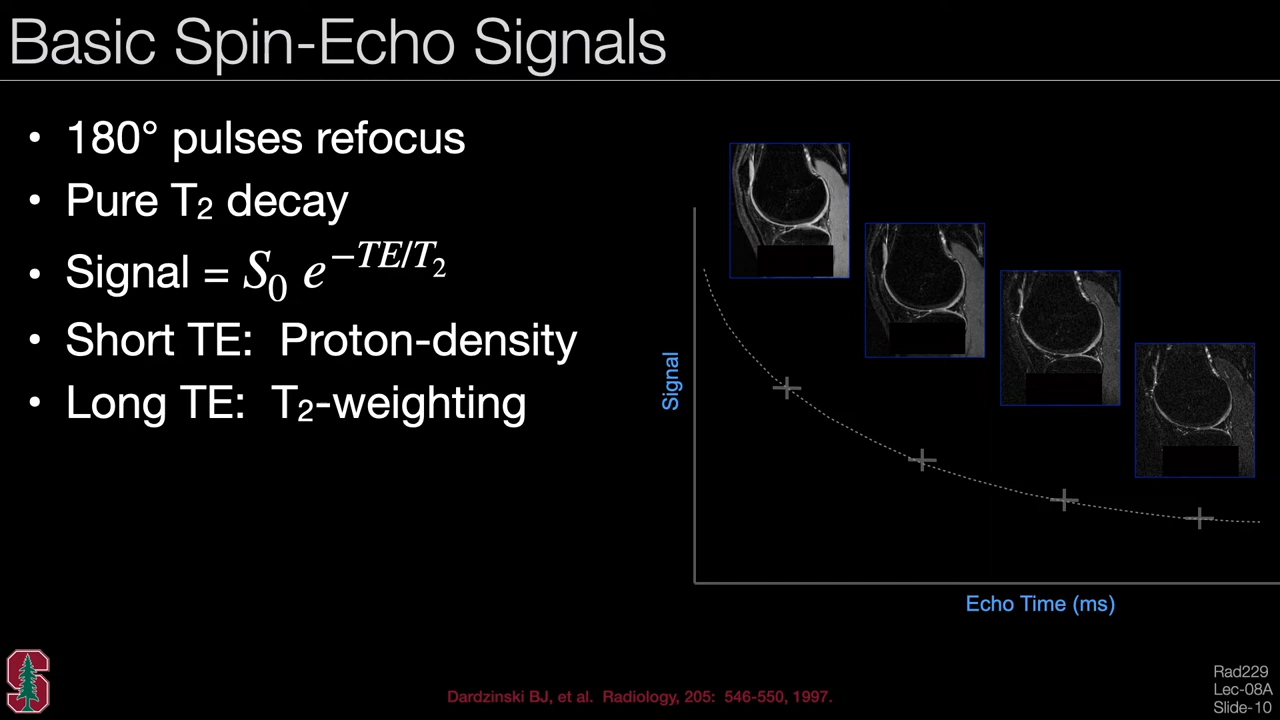 Basic Spin-Echo Signals
• 180° pulses refocus
• Pure T₂ decay
• Signal = S₀ e^(−TE/T₂)
• Short TE: Proton-density
• Long TE: T₂-weighting
Signal
Echo Time (ms)
Dardzinski BJ, et al. Radiology, 205: 546-550, 1997.
Rad229
Lec-08A
Slide-10
S